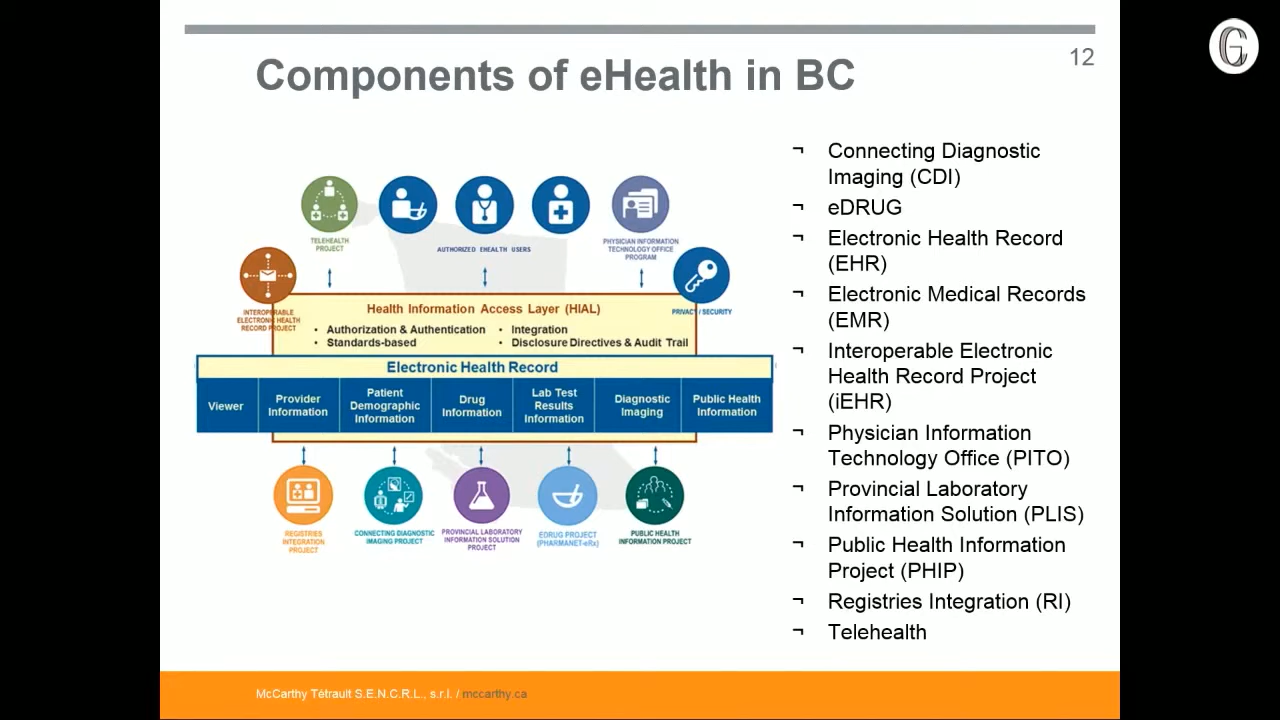 12
Components of eHealth in BC
TELEHEALTH
PROJECT
AUTHORIZED EHEALTH USERS
PHYSICIAN INFORMATION
TECHNOLOGY OFFICE
PROGRAM
INTEROPERABLE
ELECTRONIC HEALTH
RECORD PROJECT
PRIVACY / SECURITY
Health Information Access Layer (HIAL)
• Authorization & Authentication
• Standards-based
• Integration
• Disclosure Directives & Audit Trail
Electronic Health Record
Viewer
Provider
Information
Patient
Demographic
Information
Drug
Information
Lab Test
Results
Information
Diagnostic
Imaging
Public Health
Information
REGISTRIES
INTEGRATION
PROJECT
CONNECTING DIAGNOSTIC
IMAGING PROJECT
PROVINCIAL LABORATORY
INFORMATION SOLUTION
PROJECT
EDRUG PROJECT
(PHARMANET-eRx)
PUBLIC HEALTH
INFORMATION PROJECT
¬ Connecting Diagnostic
Imaging (CDI)
¬ eDRUG
¬ Electronic Health Record
(EHR)
¬ Electronic Medical Records
(EMR)
¬ Interoperable Electronic
Health Record Project
(iEHR)
¬ Physician Information
Technology Office (PITO)
¬ Provincial Laboratory
Information Solution (PLIS)
¬ Public Health Information
Project (PHIP)
¬ Registries Integration (RI)
¬ Telehealth
McCarthy Tétrault S.E.N.C.R.L., s.r.l. / mccarthy.ca